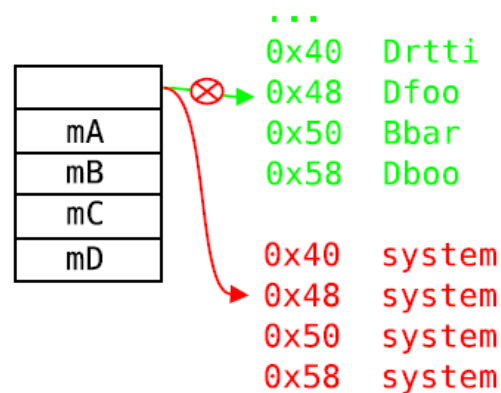 ...
0x40 Drtti
0x48 Dfoo
0x50 Bbar
0x58 Dboo
mA
mB
mC
mD
0x40 system
0x48 system
0x50 system
0x58 system